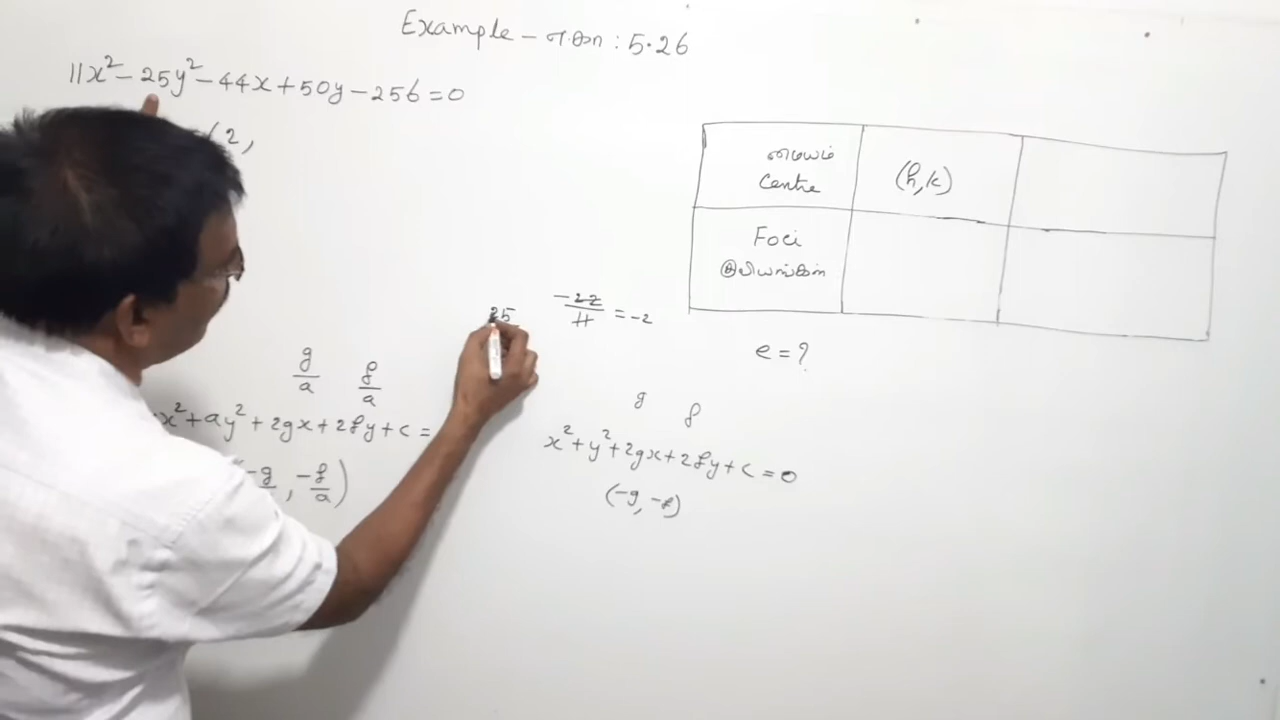 Example – எ.கா : 5.26
11x² – 25y² – 44x + 50y – 256 = 0
( 2 ,
மையம்
Centre
(h, k)
Foci
குவியங்கள்
25
–22/11 = –2
e = ?
g/a f/a
x² + ay² + 2gx + 2fy + c =
–g , –f/a )
g f
x² + y² + 2gx + 2fy + c = 0
(–g, –f)